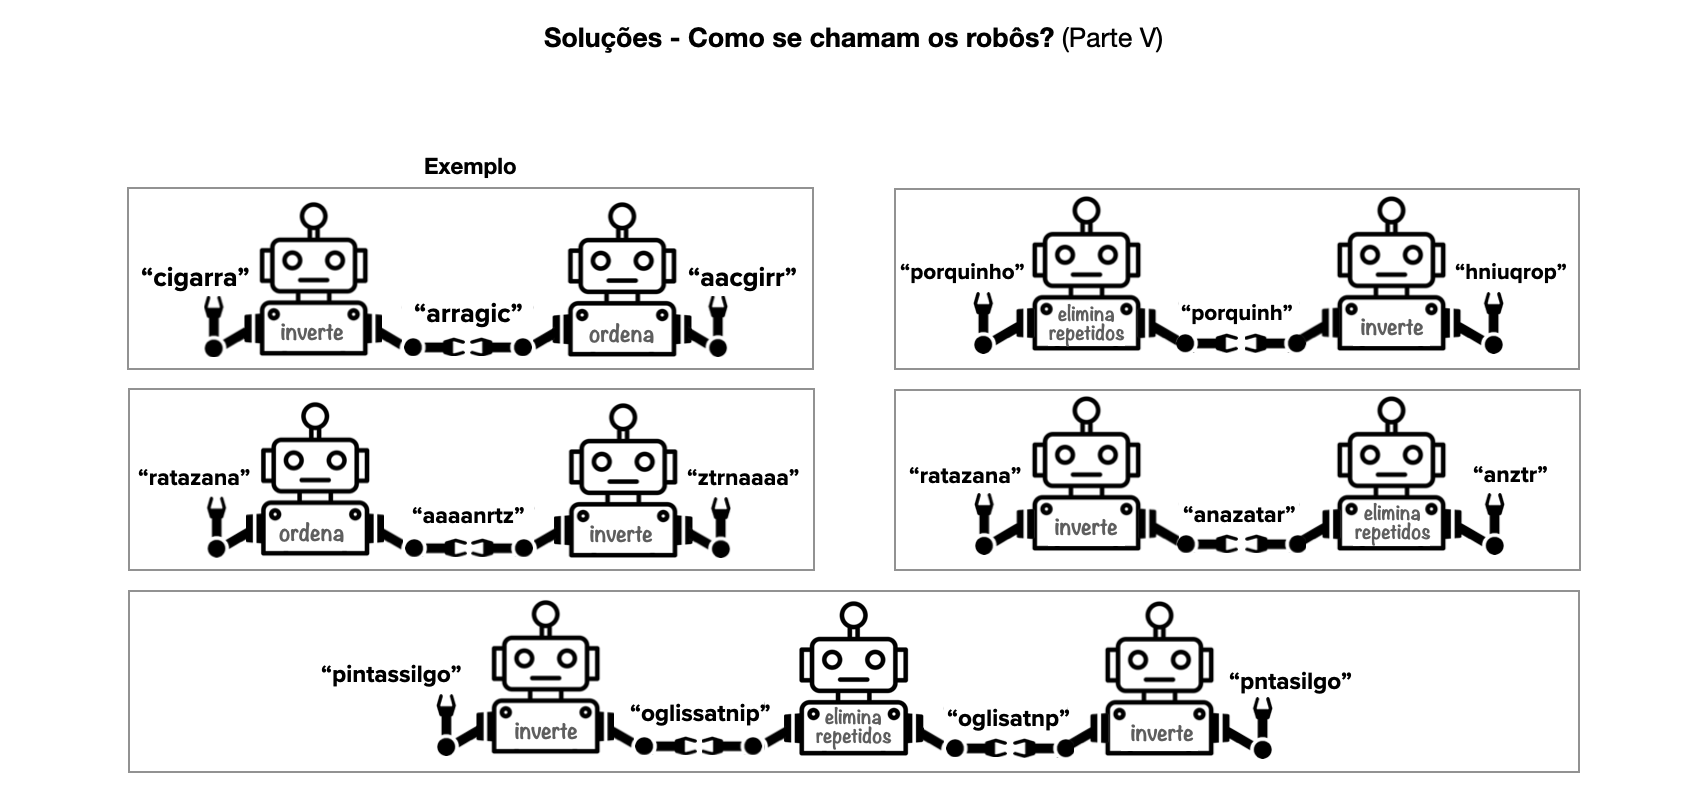 Soluções - Como se chamam os robôs? (Parte V)
Exemplo
“cigarra”
inverte
“arragic”
ordena
“aacgirr”
“porquinho”
elimina
repetidos
“porquinh”
inverte
“hniuqrop”
“ratazana”
ordena
“aaaanrtz”
inverte
“ztrnaaaa”
“ratazana”
inverte
“anazatar”
elimina
repetidos
“anztr”
“pintassilgo”
inverte
“oglissatnip”
elimina
repetidos
“oglisatnp”
inverte
“pntasilgo”